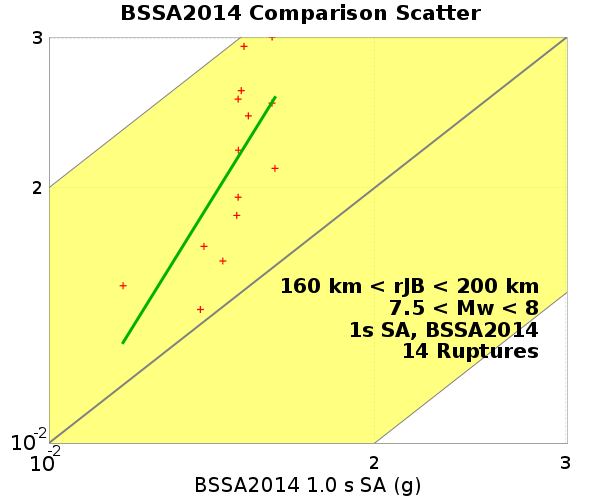 BSSA2014 Comparison Scatter
3
2
160 km < rJB < 200 km
7.5 < Mw < 8
1s SA, BSSA2014
14 Ruptures
10-2
10-2 2 3
BSSA2014 1.0 s SA (g)